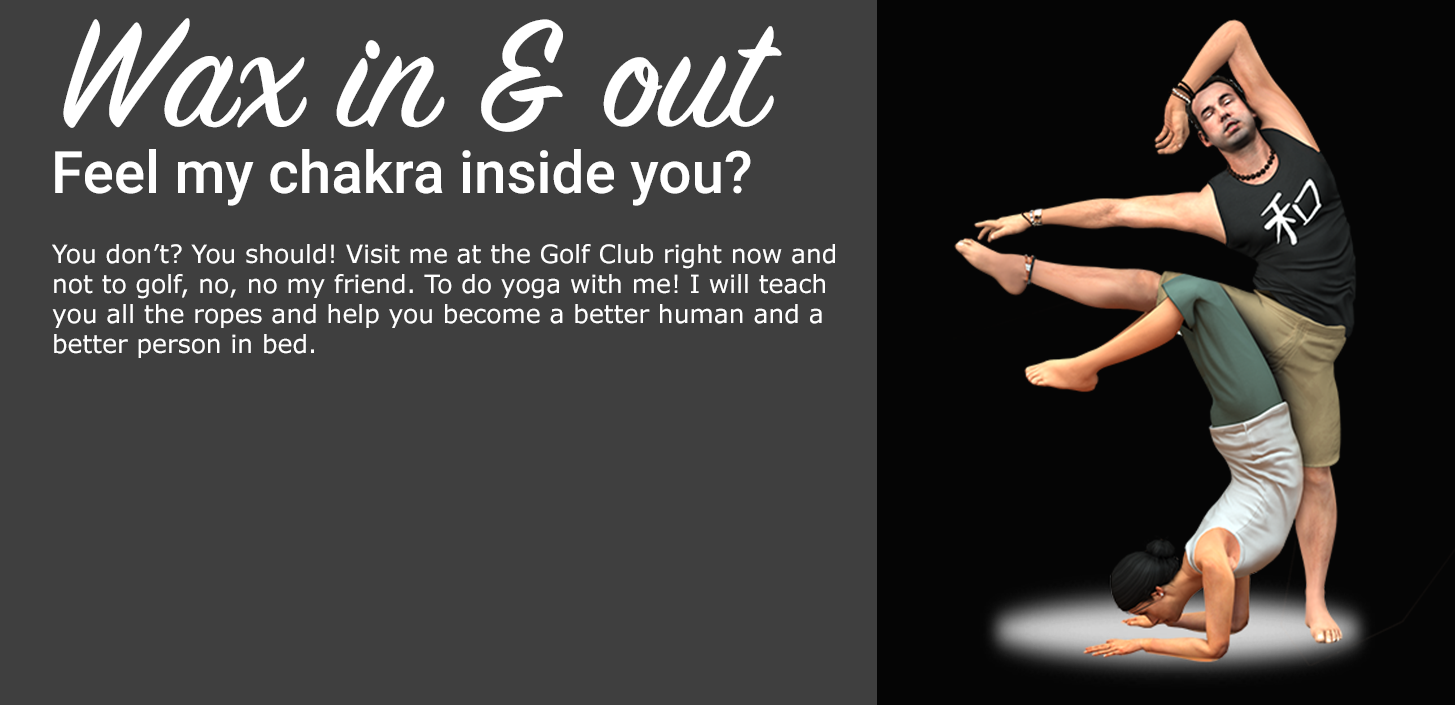 Wax in & out
Feel my chakra inside you?
You don’t? You should! Visit me at the Golf Club right now and
not to golf, no, no my friend. To do yoga with me! I will teach
you all the ropes and help you become a better human and a
better person in bed.
和